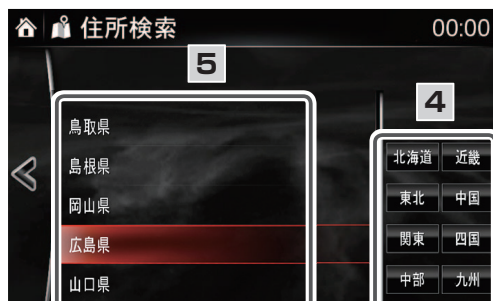 住所検索 00:00
5
4
鳥取県
島根県
岡山県
広島県
山口県
北海道 近畿
東北 中国
関東 四国
中部 九州